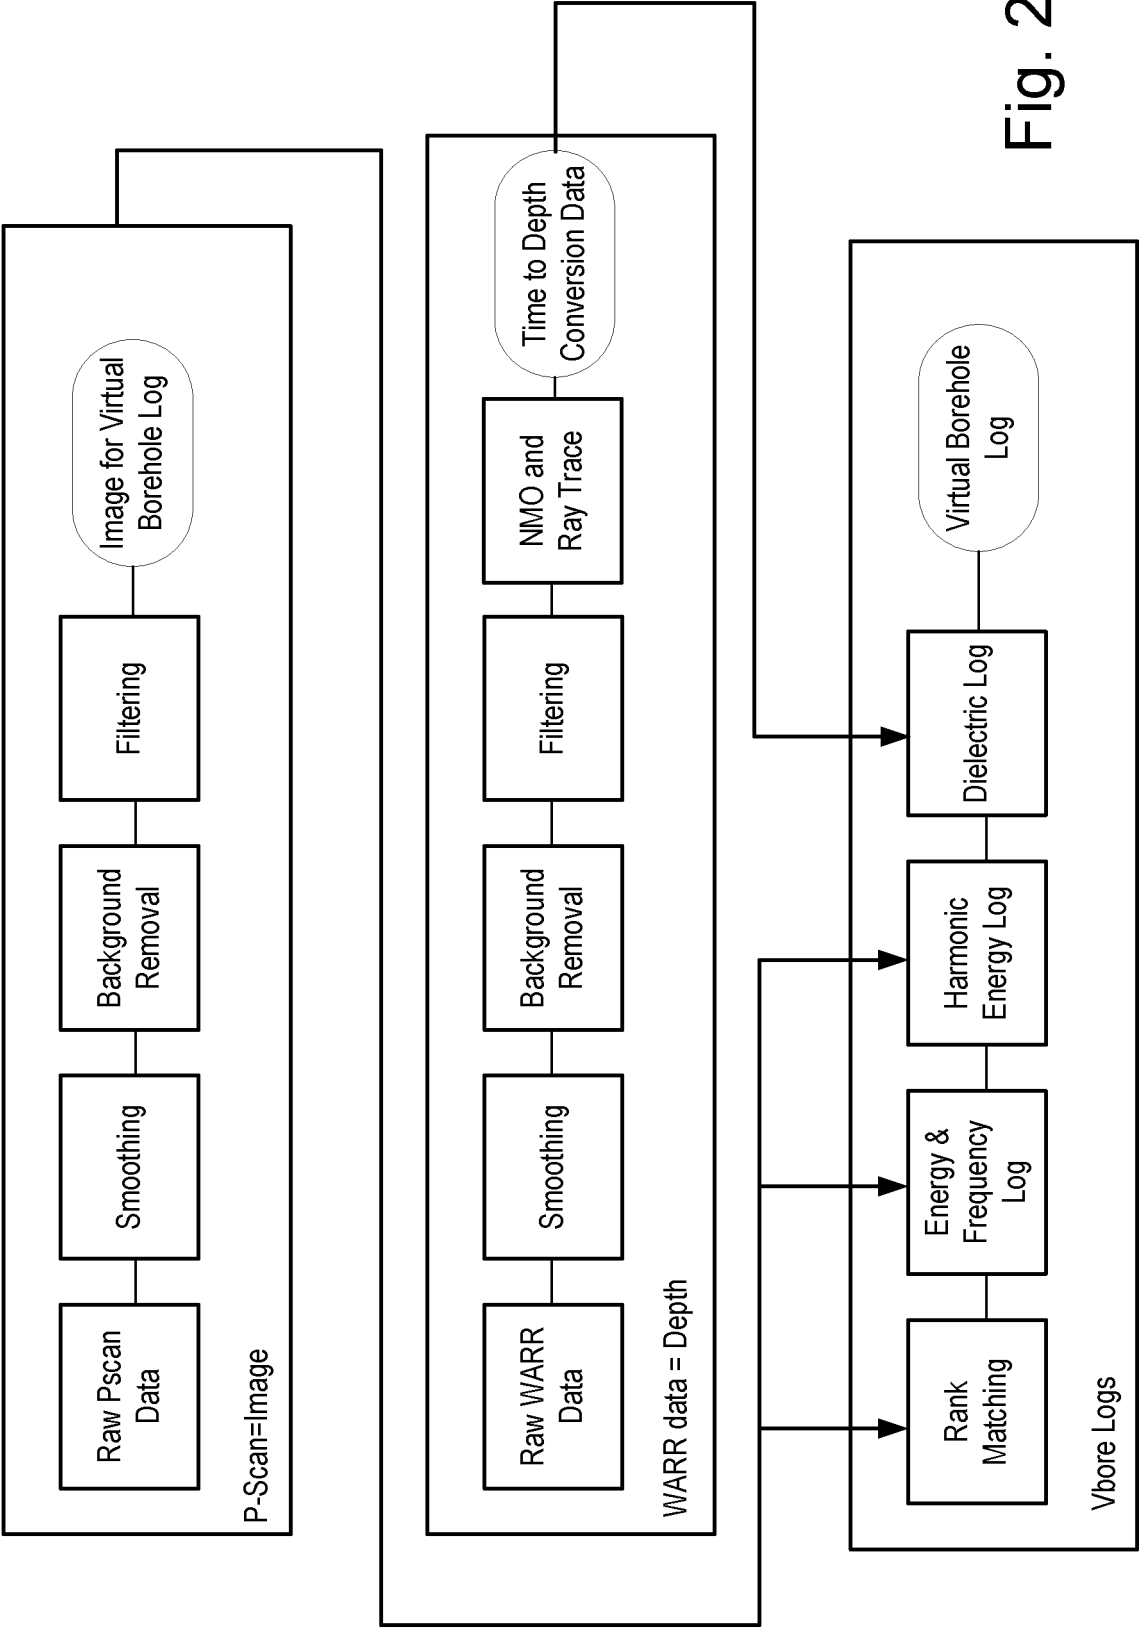 Raw Pscan
Data
Smoothing
Background
Removal
Filtering
Image for Virtual
Borehole Log
P-Scan=Image
Raw WARR
Data
Smoothing
Background
Removal
Filtering
NMO and
Ray Trace
Time to Depth
Conversion Data
WARR data = Depth
Rank
Matching
Energy &
Frequency
Log
Harmonic
Energy Log
Dielectric Log
Virtual Borehole
Log
Vbore Logs
Fig. 2